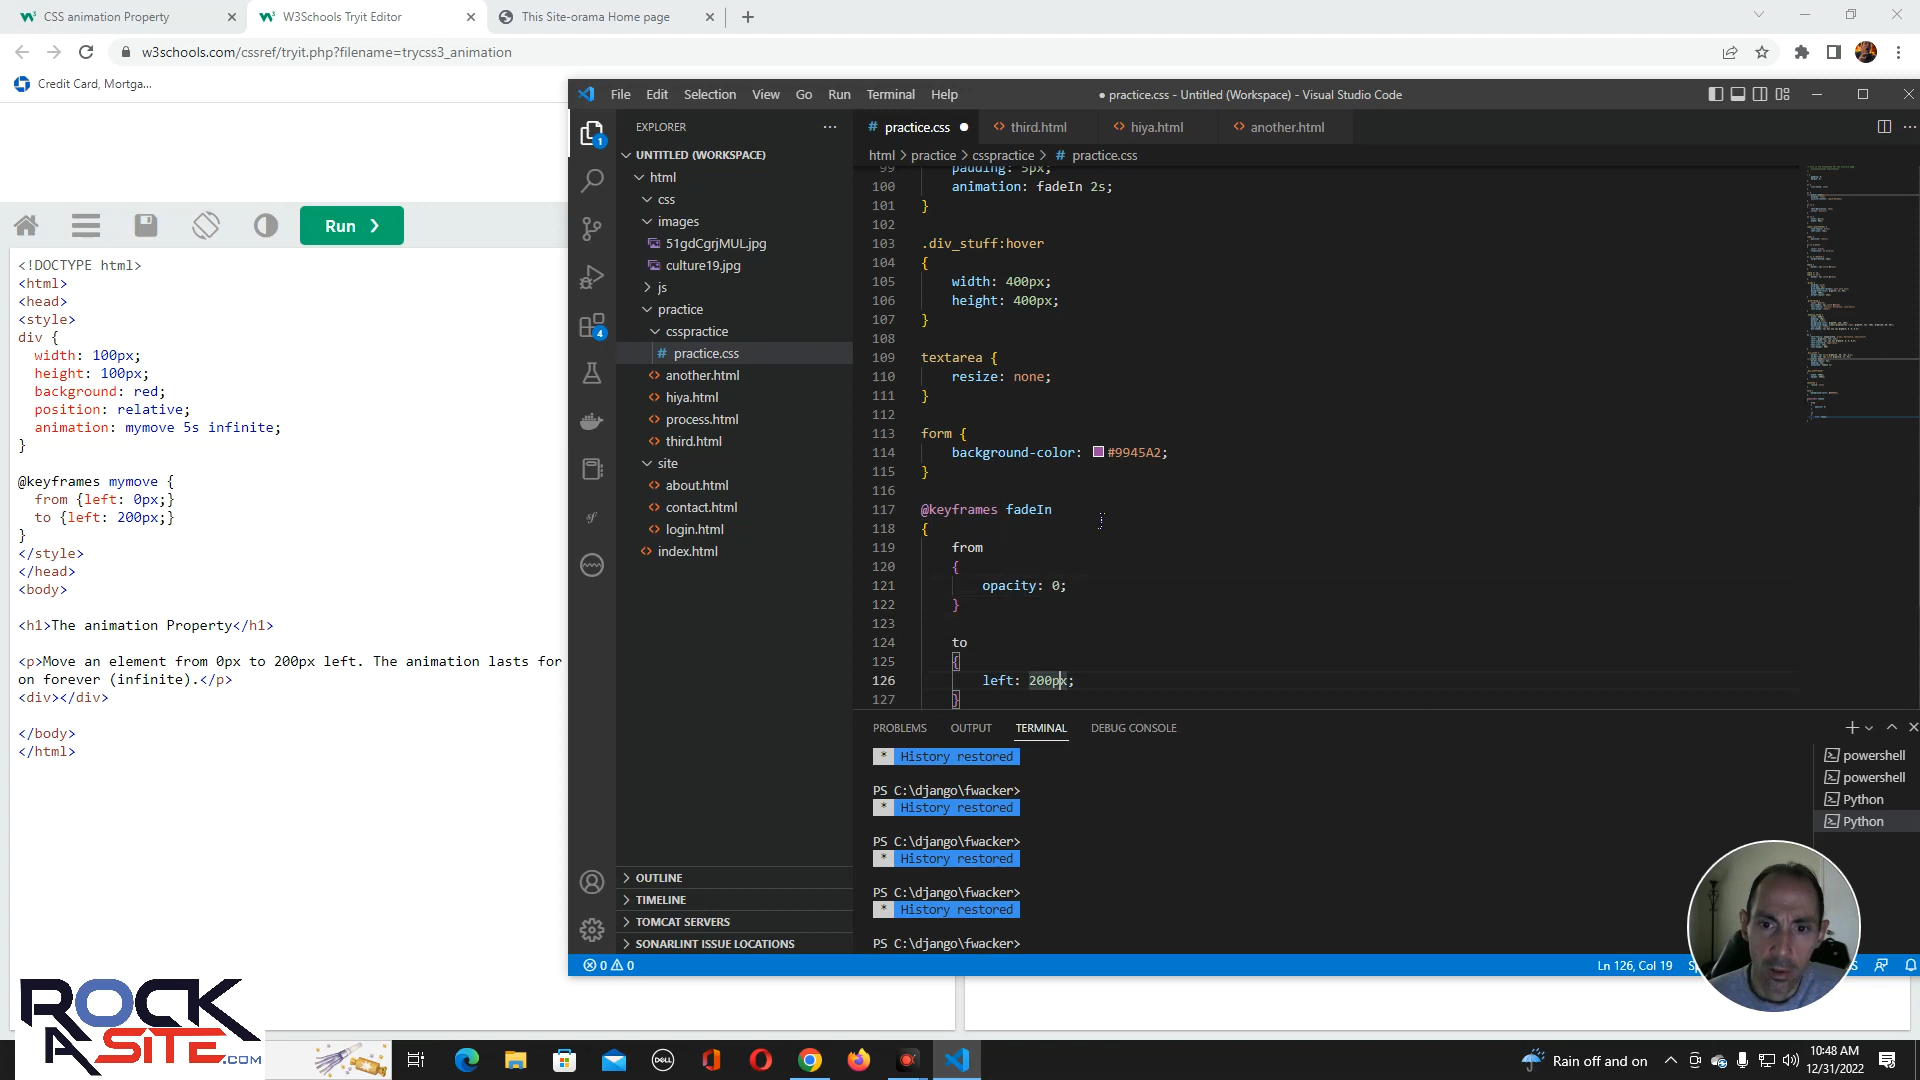 CSS animation Property
W3Schools Tryit Editor
This Site-orama Home page
w3schools.com/cssref/tryit.php?filename=trycss3_animation
Credit Card, Mortga...
Run ❯
<!DOCTYPE html>
<html>
<head>
<style>
div {
width: 100px;
height: 100px;
background: red;
position: relative;
animation: mymove 5s infinite;
}
@keyframes mymove {
from {left: 0px;}
to {left: 200px;}
}
</style>
</head>
<body>
<h1>The animation Property</h1>
<p>Move an element from 0px to 200px left. The animation lasts for
on forever (infinite).</p>
<div></div>
</body>
</html>
File Edit Selection View Go Run Terminal Help
● practice.css - Untitled (Workspace) - Visual Studio Code
EXPLORER
UNTITLED (WORKSPACE)
html
css
images
51gdCgrjMUL.jpg
culture19.jpg
js
practice
csspractice
# practice.css
another.html
hiya.html
process.html
third.html
site
about.html
contact.html
login.html
index.html
OUTLINE
TIMELINE
TOMCAT SERVERS
SONARLINT ISSUE LOCATIONS
1
4
# practice.css ●
third.html
hiya.html
another.html
html > practice > csspractice > # practice.css
99 padding: 5px;
100 animation: fadeIn 2s;
101 }
102
103 .div_stuff:hover
104 {
105 width: 400px;
106 height: 400px;
107 }
108
109 textarea {
110 resize: none;
111 }
112
113 form {
114 background-color: #9945A2;
115 }
116
117 @keyframes fadeIn
118 {
119 from
120 {
121 opacity: 0;
122 }
123
124 to
125 {
126 left: 200px;
127 }
PROBLEMS OUTPUT TERMINAL DEBUG CONSOLE
* History restored
PS C:\django\fwacker>
* History restored
PS C:\django\fwacker>
* History restored
PS C:\django\fwacker>
* History restored
PS C:\django\fwacker>
powershell
powershell
Python
Python
0 0
Ln 126, Col 19
ROCK
A SITE.COM
DELL
Rain off and on
10:48 AM
12/31/2022